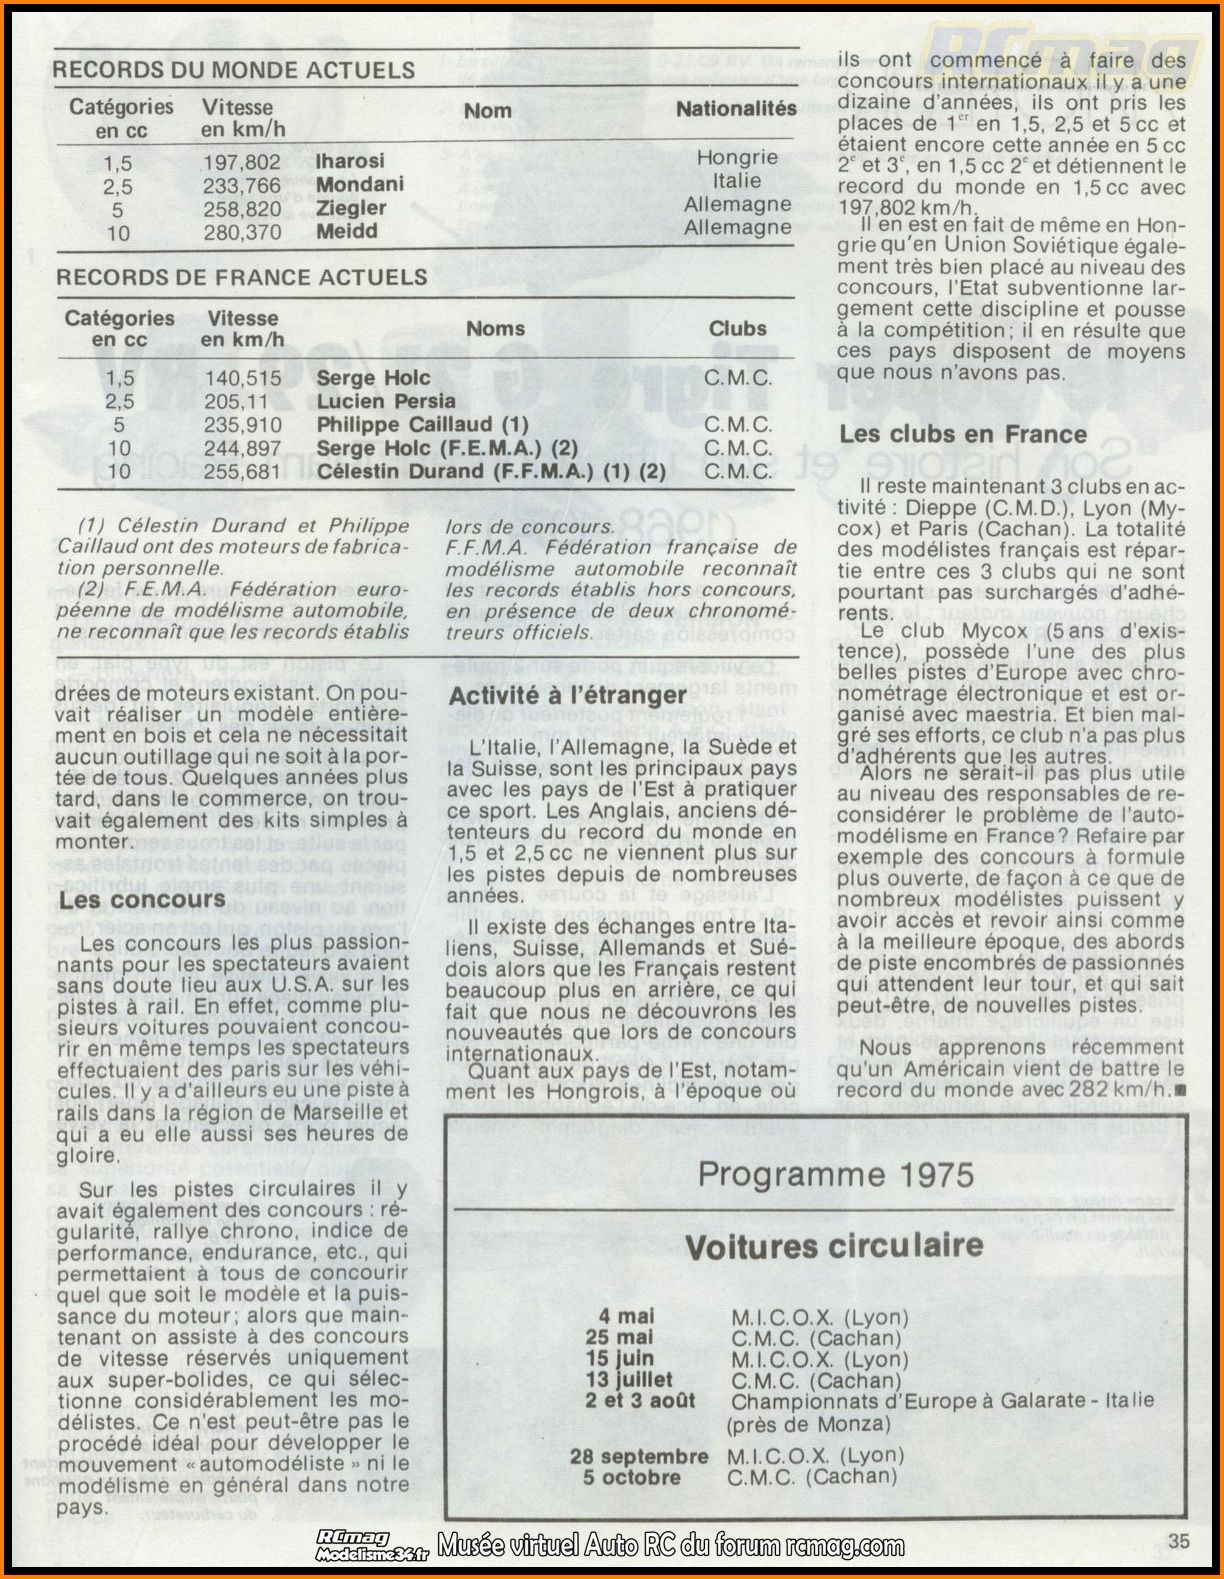 RCmag
RECORDS DU MONDE ACTUELS
Catégories en cc Vitesse en km/h Nom Nationalités
1,5 197,802 Iharosi Hongrie
2,5 233,766 Mondani Italie
5 258,820 Ziegler Allemagne
10 280,370 Meidd Allemagne
RECORDS DE FRANCE ACTUELS
Catégories en cc Vitesse en km/h Noms Clubs
1,5 140,515 Serge Holc C.M.C.
2,5 205,11 Lucien Persia
5 235,910 Philippe Caillaud (1) C.M.C.
10 244,897 Serge Holc (F.E.M.A.) (2) C.M.C.
10 255,681 Célestin Durand (F.F.M.A.) (1) (2) C.M.C.
(1) Célestin Durand et Philippe
Caillaud ont des moteurs de fabrica-
tion personnelle.
(2) F.E.M.A. Fédération euro-
péenne de modélisme automobile,
ne reconnaît que les records établis
lors de concours.
F.F.M.A. Fédération française de
modélisme automobile reconnaît
les records établis hors concours,
en présence de deux chronomé-
treurs officiels.
drées de moteurs existant. On pou-
vait réaliser un modèle entière-
ment en bois et cela ne nécessitait
aucun outillage qui ne soit à la por-
tée de tous. Quelques années plus
tard, dans le commerce, on trou-
vait également des kits simples à
monter.
Les concours
Les concours les plus passion-
nants pour les spectateurs avaient
sans doute lieu aux U.S.A. sur les
pistes à rail. En effet, comme plu-
sieurs voitures pouvaient concou-
rir en même temps les spectateurs
effectuaient des paris sur les véhi-
cules. Il y a d'ailleurs eu une piste à
rails dans la région de Marseille et
qui a eu elle aussi ses heures de
gloire.
Sur les pistes circulaires il y
avait également des concours : ré-
gularité, rallye chrono, indice de
performance, endurance, etc., qui
permettaient à tous de concourir
quel que soit le modèle et la puis-
sance du moteur; alors que main-
tenant on assiste à des concours
de vitesse réservés uniquement
aux super-bolides, ce qui sélec-
tionne considérablement les mo-
délistes. Ce n'est peut-être pas le
procédé idéal pour développer le
mouvement « automodéliste » ni le
modélisme en général dans notre
pays.
Activité à l'étranger
L'Italie, l'Allemagne, la Suède et
la Suisse, sont les principaux pays
avec les pays de l'Est à pratiquer
ce sport. Les Anglais, anciens dé-
tenteurs du record du monde en
1,5 et 2,5 cc ne viennent plus sur
les pistes depuis de nombreuses
années.
Il existe des échanges entre Ita-
liens, Suisse, Allemands et Sué-
dois alors que les Français restent
beaucoup plus en arrière, ce qui
fait que nous ne découvrons les
nouveautés que lors de concours
internationaux.
Quant aux pays de l'Est, notam-
ment les Hongrois, à l'époque où
ils ont commencé à faire des
concours internationaux il y a une
dizaine d'années, ils ont pris les
places de 1er en 1,5, 2,5 et 5 cc et
étaient encore cette année en 5 cc
2e et 3e, en 1,5 cc 2e et détiennent le
record du monde en 1,5 cc avec
197,802 km/h.
Il en est en fait de même en Hon-
grie qu'en Union Soviétique égale-
ment très bien placé au niveau des
concours, l'Etat subventionne lar-
gement cette discipline et pousse
à la compétition; il en résulte que
ces pays disposent de moyens
que nous n'avons pas.
Les clubs en France
Il reste maintenant 3 clubs en ac-
tivité : Dieppe (C.M.D.), Lyon (My-
cox) et Paris (Cachan). La totalité
des modélistes français est répar-
tie entre ces 3 clubs qui ne sont
pourtant pas surchargés d'adhé-
rents.
Le club Mycox (5 ans d'exis-
tence), possède l'une des plus
belles pistes d'Europe avec chro-
nométrage électronique et est or-
ganisé avec maestria. Et bien mal-
gré ses efforts, ce club n'a pas plus
d'adhérents que les autres.
Alors ne serait-il pas plus utile
au niveau des responsables de re-
considérer le problème de l'auto-
modélisme en France? Refaire par
exemple des concours à formule
plus ouverte, de façon à ce que de
nombreux modélistes puissent y
avoir accès et revoir ainsi comme
à la meilleure époque, des abords
de piste encombrés de passionnés
qui attendent leur tour, et qui sait
peut-être, de nouvelles pistes.
Nous apprenons récemment
qu'un Américain vient de battre le
record du monde avec 282 km/h.■
Programme 1975
Voitures circulaire
4 mai M.I.C.O.X. (Lyon)
25 mai C.M.C. (Cachan)
15 juin M.I.C.O.X. (Lyon)
13 juillet C.M.C. (Cachan)
2 et 3 août Championnats d'Europe à Galarate - Italie
(près de Monza)
28 septembre M.I.C.O.X. (Lyon)
5 octobre C.M.C. (Cachan)
35
RCmag
Modelisme34.fr
Musée virtuel Auto RC du forum rcmag.com